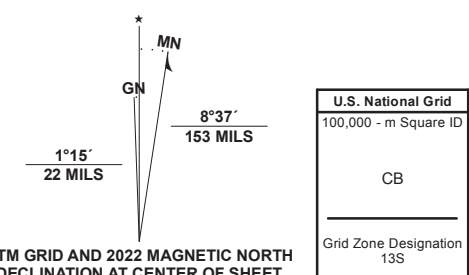 ★
MN
GN
8°37´
153 MILS
1°15´
22 MILS
TM GRID AND 2022 MAGNETIC NORTH
DECLINATION AT CENTER OF SHEET
U.S. National Grid
100,000 - m Square ID
CB
Grid Zone Designation
13S